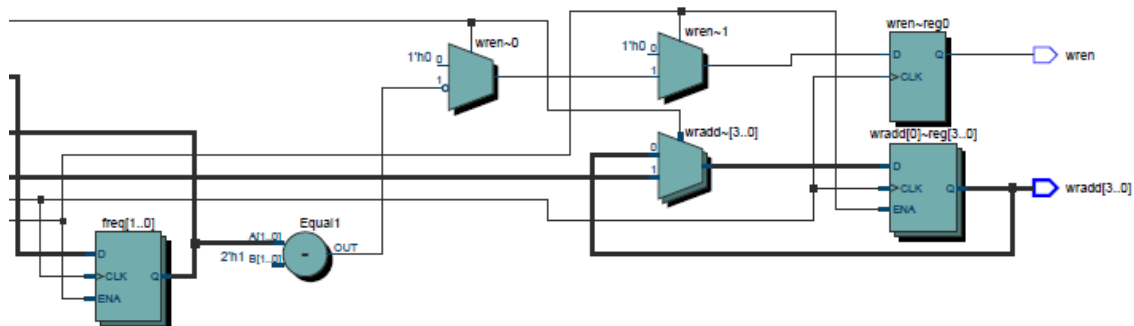 wren~0
1'h0 0
1
wren~1
1'h0 0
1
wren~reg0
D Q
CLK
wren
wradd~[3..0]
0
1
wradd[0]~reg[3..0]
D
CLK Q
ENA
wradd[3..0]
freq[1..0]
D
CLK Q
ENA
Equal1
A[1..0]
2'h1 B[1..0]
OUT